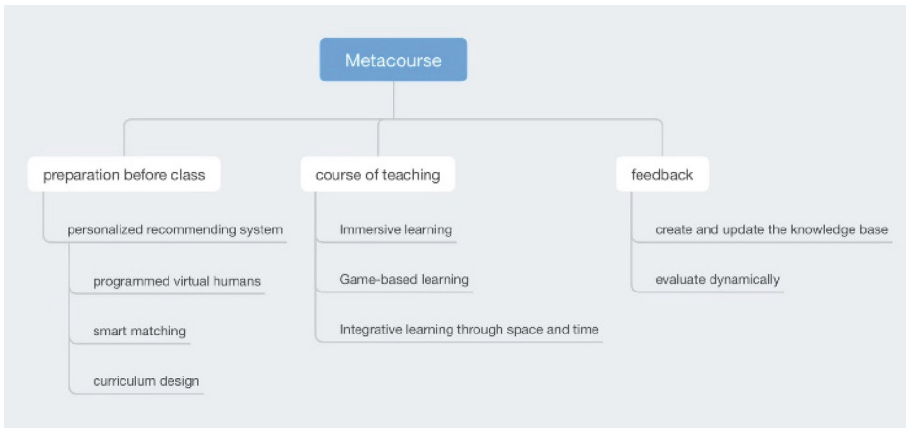 Metacourse
preparation before class
personalized recommending system
programmed virtual humans
smart matching
curriculum design
course of teaching
Immersive learning
Game-based learning
Integrative learning through space and time
feedback
create and update the knowledge base
evaluate dynamically